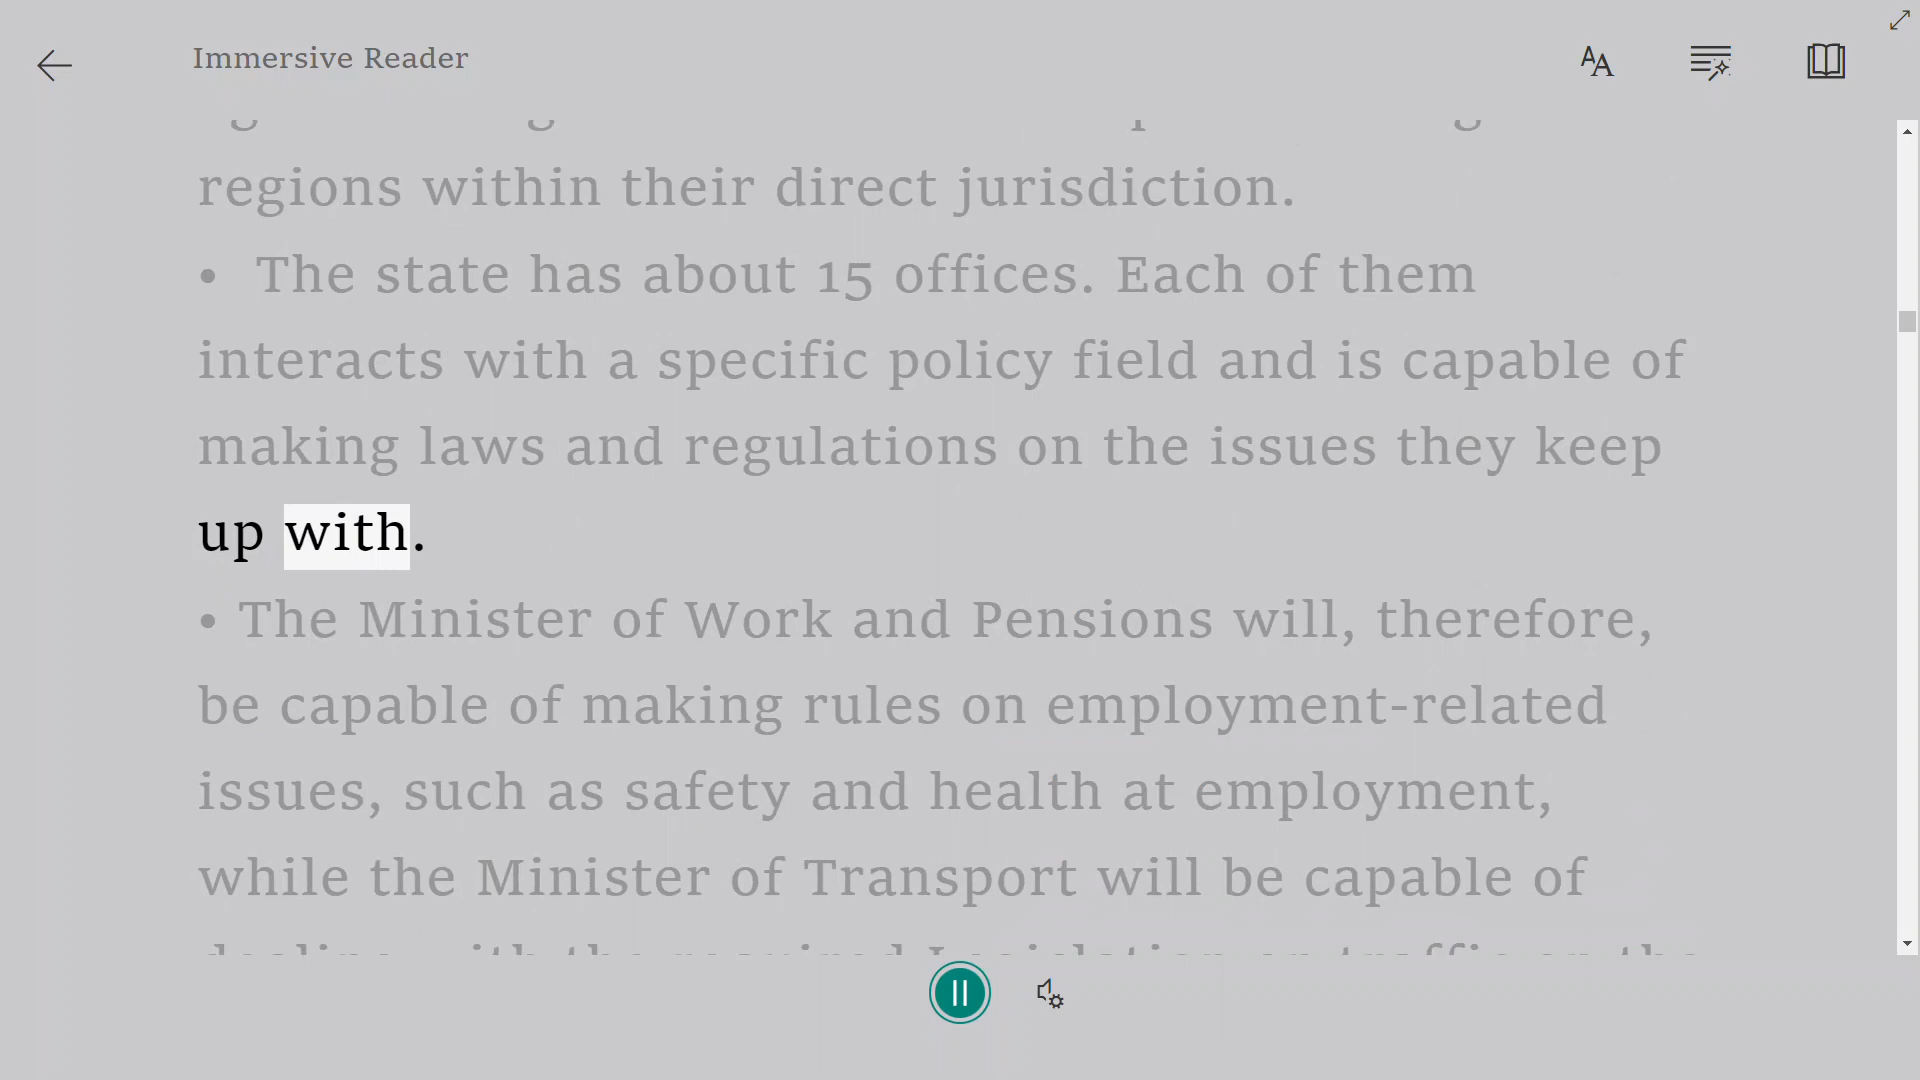 Immersive Reader
regions within their direct jurisdiction.
• The state has about 15 offices. Each of them
interacts with a specific policy field and is capable of
making laws and regulations on the issues they keep
up with.
• The Minister of Work and Pensions will, therefore,
be capable of making rules on employment-related
issues, such as safety and health at employment,
while the Minister of Transport will be capable of